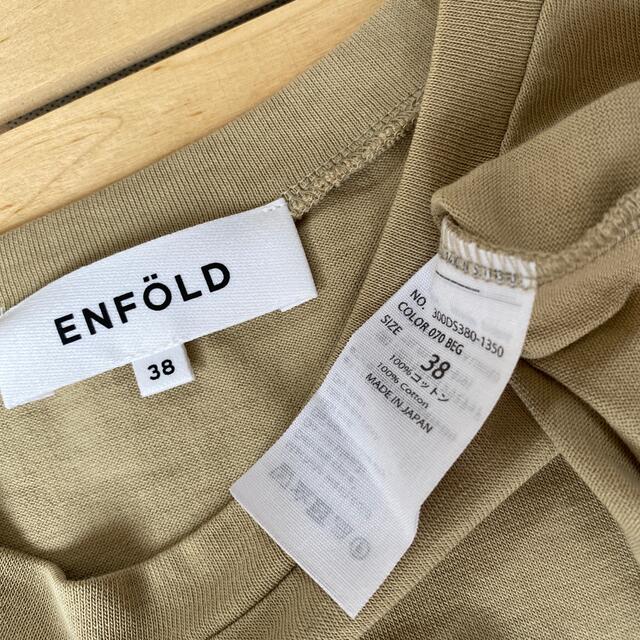 ENFÖLD
38
NO. 300DS380-1350
COLOR 070 BEG
SIZE
38
100%コットン
100% Cotton
MADE IN JAPAN